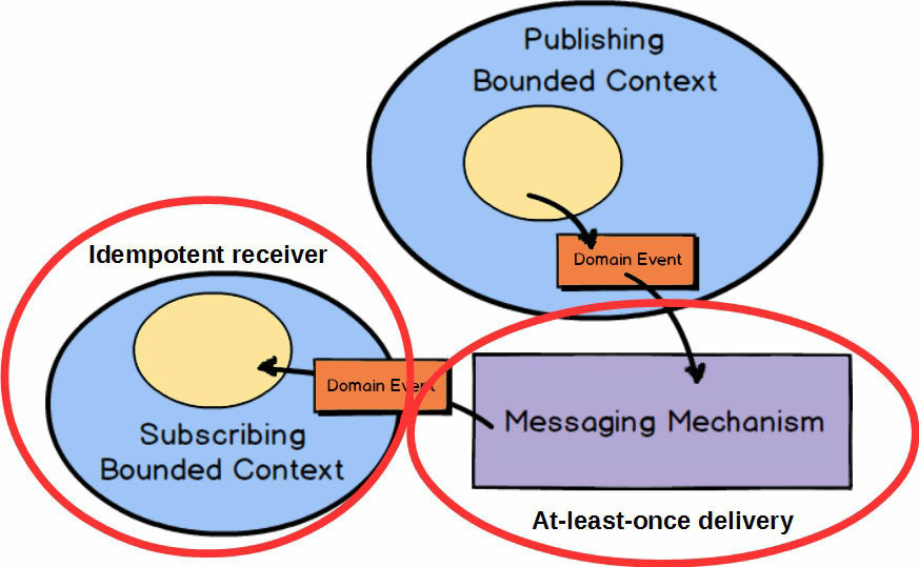 Publishing
Bounded Context
Domain Event
Idempotent receiver
Domain Event
Subscribing
Bounded Context
Messaging Mechanism
At-least-once delivery